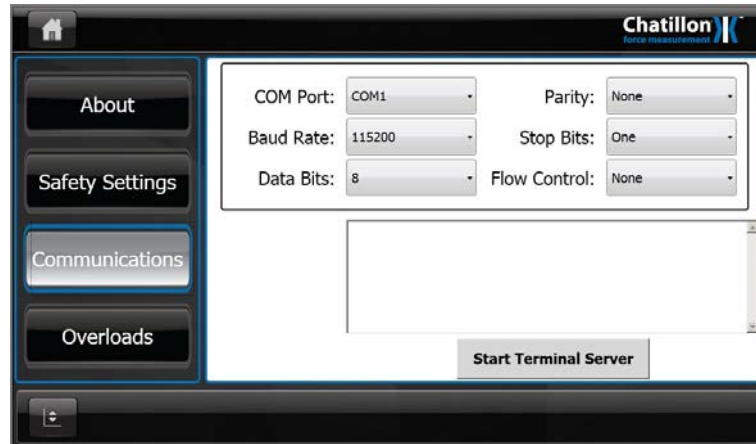 Chatillon
force measurement
About
Safety Settings
Communications
Overloads
COM Port: COM1
Parity: None
Baud Rate: 115200
Stop Bits: One
Data Bits: 8
Flow Control: None
Start Terminal Server